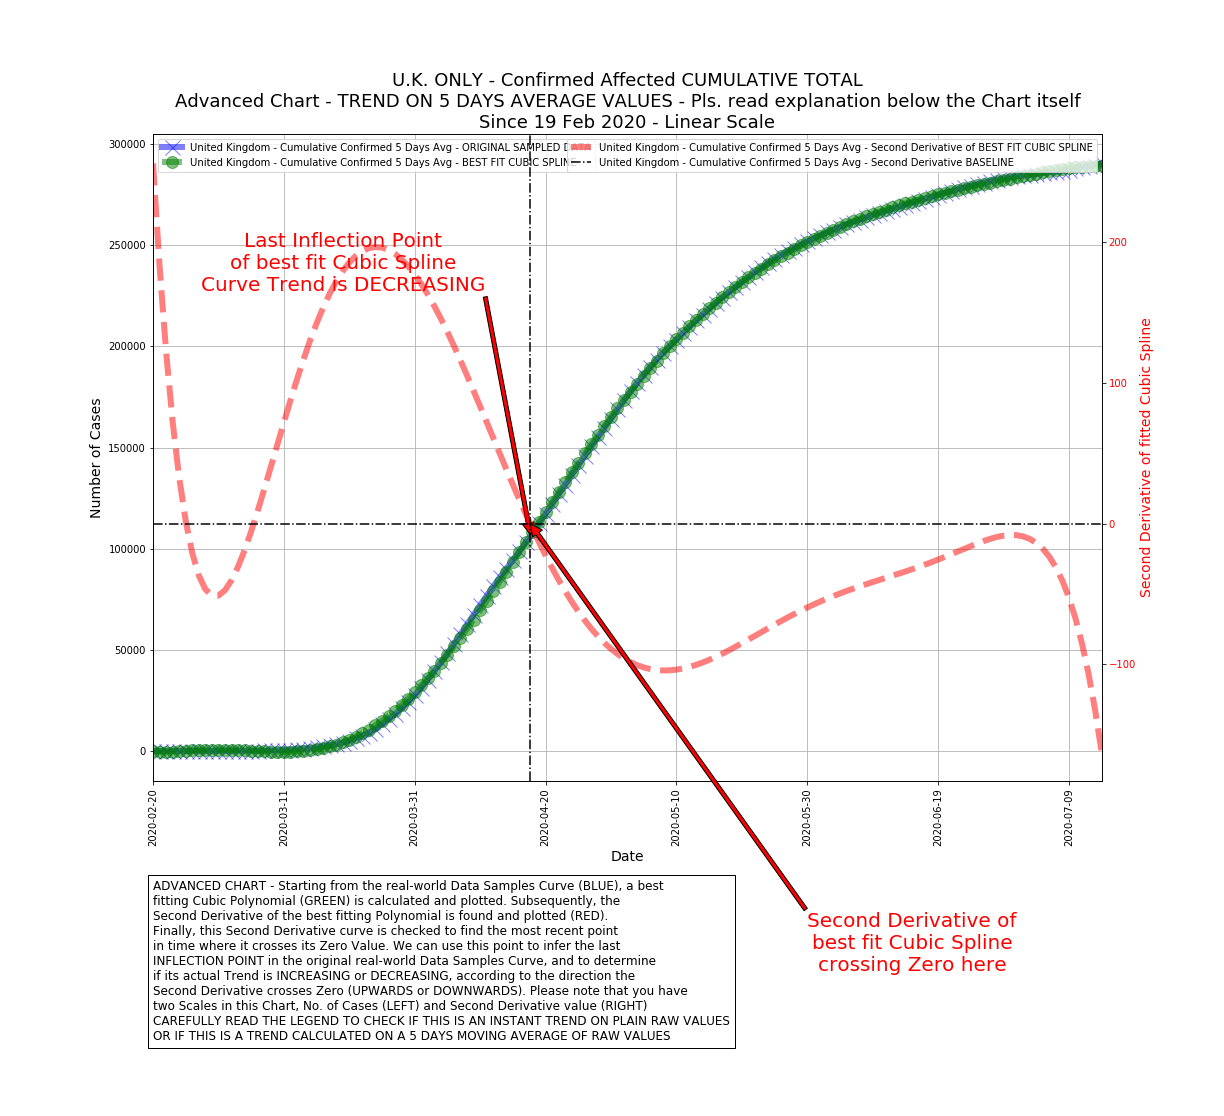 U.K. ONLY - Confirmed Affected CUMULATIVE TOTAL
Advanced Chart - TREND ON 5 DAYS AVERAGE VALUES - Pls. read explanation below the Chart itself
Since 19 Feb 2020 - Linear Scale
United Kingdom - Cumulative Confirmed 5 Days Avg - ORIGINAL SAMPLED
United Kingdom - Cumulative Confirmed 5 Days Avg - BEST FIT CUBIC SPLINE
United Kingdom - Cumulative Confirmed 5 Days Avg - Second Derivative of BEST FIT CUBIC SPLINE
United Kingdom - Cumulative Confirmed 5 Days Avg - Second Derivative BASELINE
Last Inflection Point
of best fit Cubic Spline
Curve Trend is DECREASING
300000
250000
200000
150000
100000
50000
0
Number of Cases
200
100
0
−100
Second Derivative of fitted Cubic Spline
2020-02-20
2020-03-11
2020-03-31
2020-04-20
2020-05-10
2020-05-30
2020-06-19
2020-07-09
Date
ADVANCED CHART - Starting from the real-world Data Samples Curve (BLUE), a best
fitting Cubic Polynomial (GREEN) is calculated and plotted. Subsequently, the
Second Derivative of the best fitting Polynomial is found and plotted (RED).
Finally, this Second Derivative curve is checked to find the most recent point
in time where it crosses its Zero Value. We can use this point to infer the last
INFLECTION POINT in the original real-world Data Samples Curve, and to determine
if its actual Trend is INCREASING or DECREASING, according to the direction the
Second Derivative crosses Zero (UPWARDS or DOWNWARDS). Please note that you have
two Scales in this Chart, No. of Cases (LEFT) and Second Derivative value (RIGHT)
CAREFULLY READ THE LEGEND TO CHECK IF THIS IS AN INSTANT TREND ON PLAIN RAW VALUES
OR IF THIS IS A TREND CALCULATED ON A 5 DAYS MOVING AVERAGE OF RAW VALUES
Second Derivative of
best fit Cubic Spline
crossing Zero here